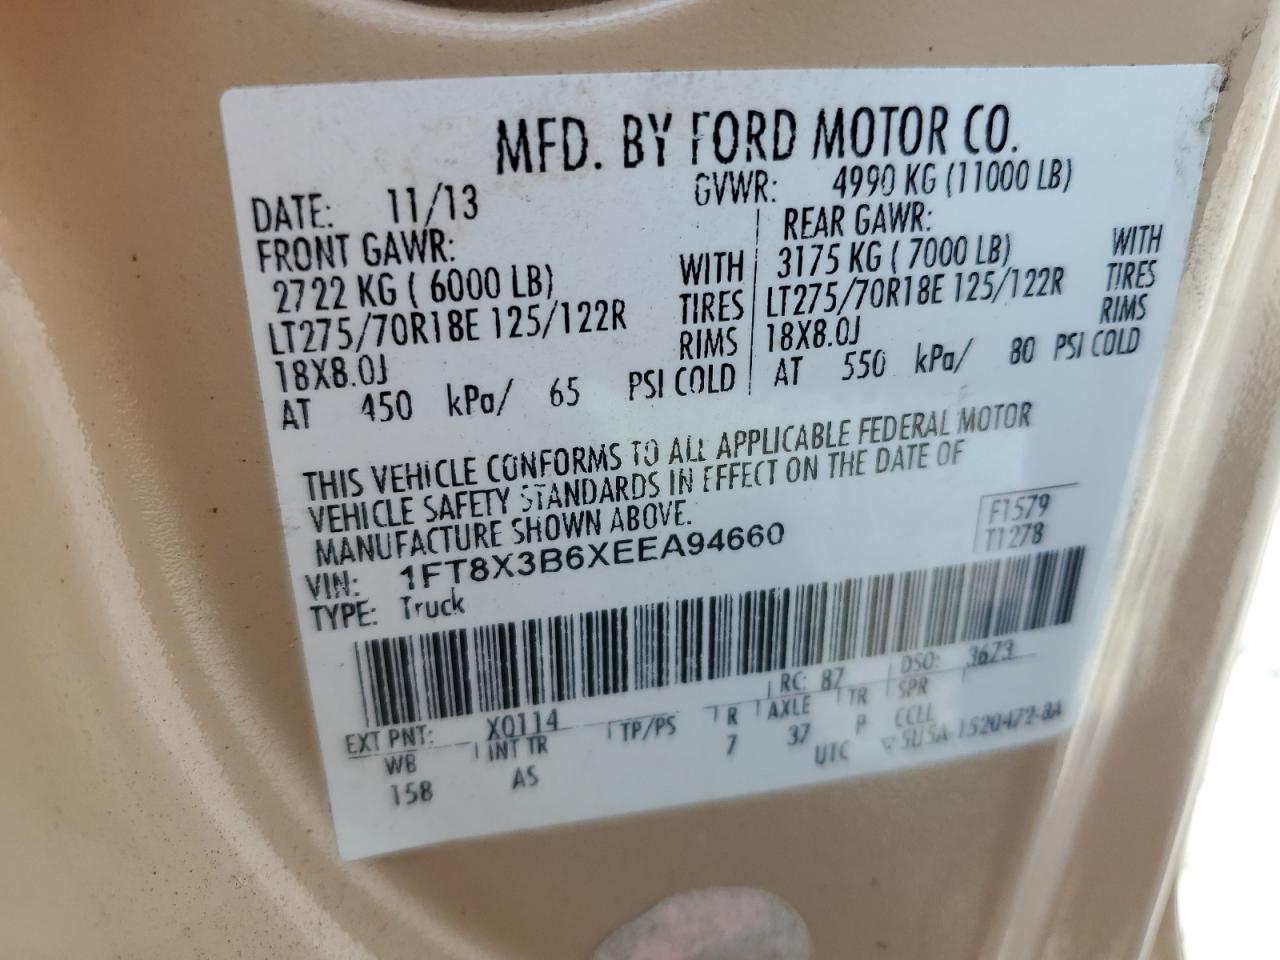 MFD. BY FORD MOTOR CO.
DATE: 11/13 GVWR: 4990 KG (11000 LB)
FRONT GAWR: REAR GAWR:
2722 KG ( 6000 LB) WITH 3175 KG ( 7000 LB) WITH
LT275/70R18E 125/122R TIRES LT275/70R18E 125/122R TIRES
18X8.0J RIMS 18X8.0J RIMS
AT 450 kPa/ 65 PSI COLD AT 550 kPa/ 80 PSI COLD
THIS VEHICLE CONFORMS TO ALL APPLICABLE FEDERAL MOTOR
VEHICLE SAFETY STANDARDS IN EFFECT ON THE DATE OF
MANUFACTURE SHOWN ABOVE.
VIN: 1FT8X3B6XEEA94660 F1579
TYPE: Truck T1278
EXT PNT: XQ114 RC: 87 DSO: 3673
WB INT TR TP/PS R AXLE TR SPR CCLL
158 AS 7 37 P
UTC 5USA-1520472-BA